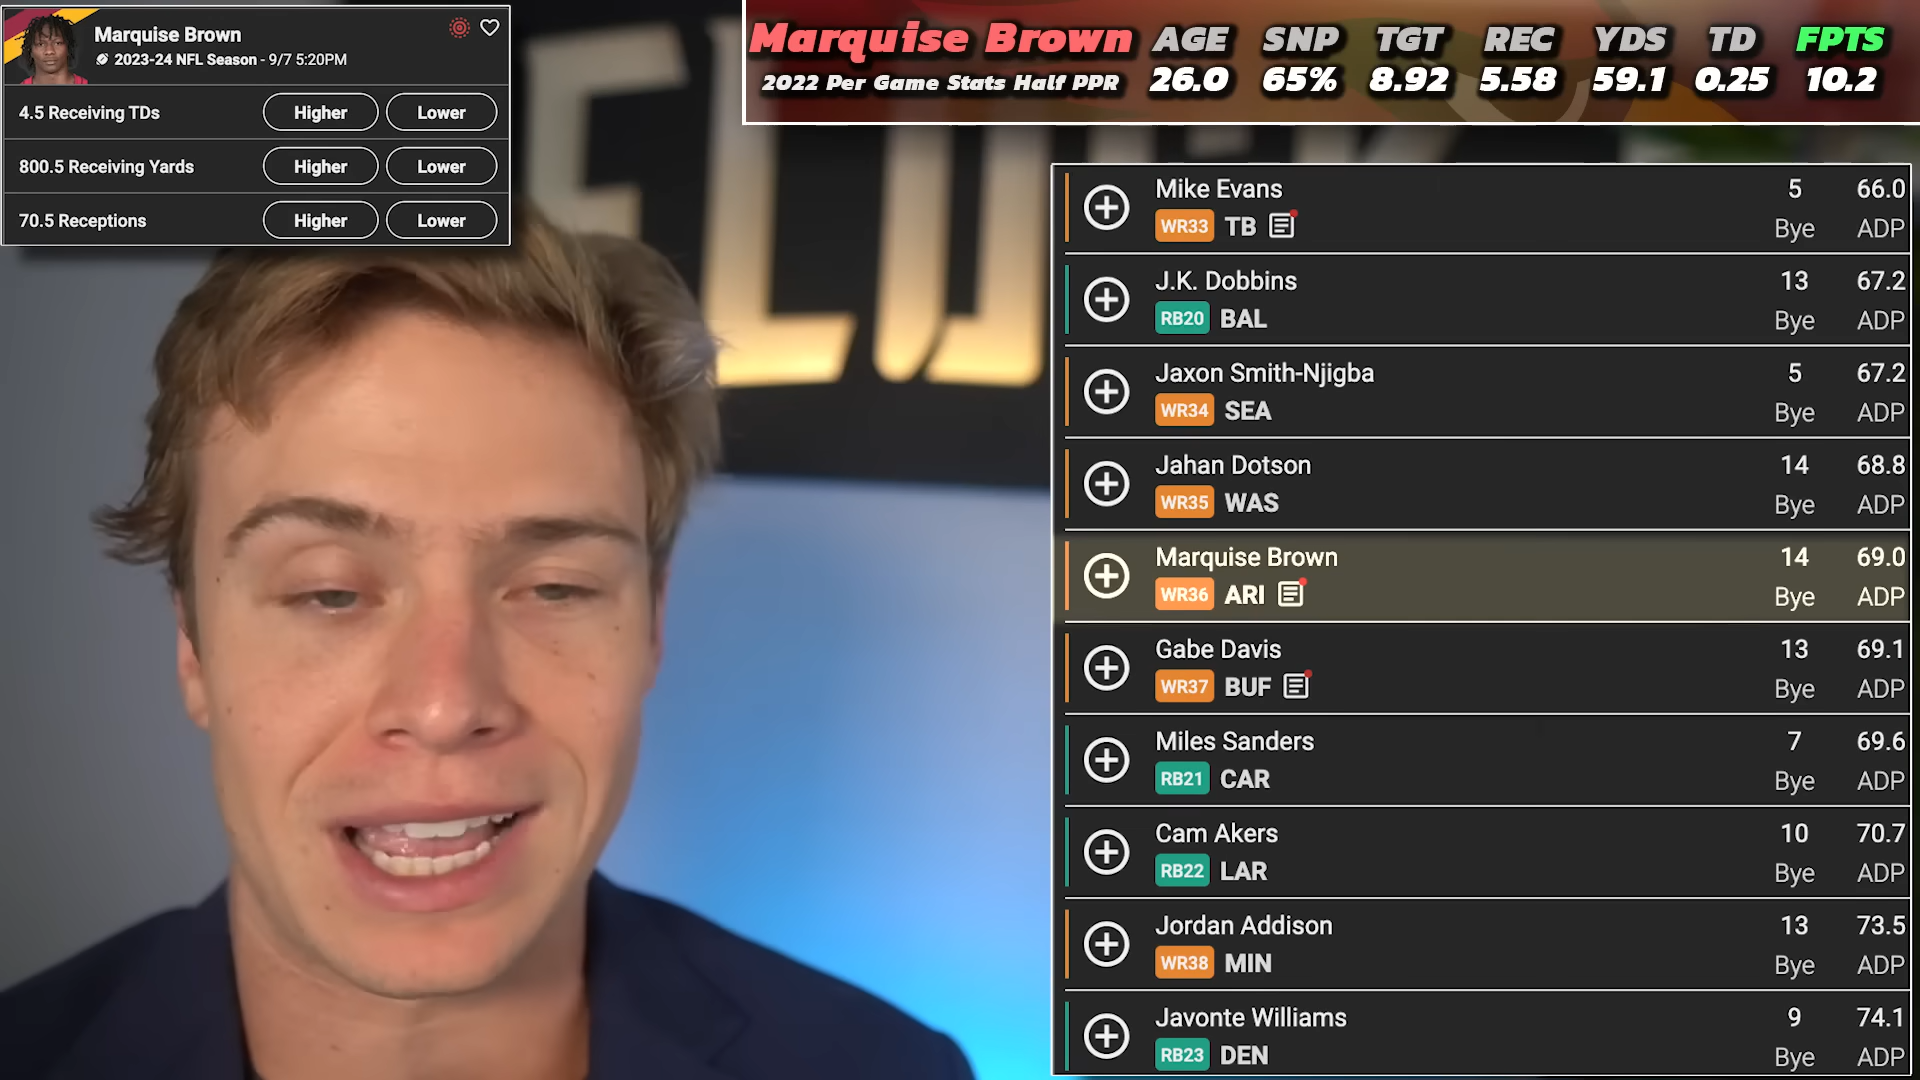 Marquise Brown
2023-24 NFL Season - 9/7 5:20PM
4.5 Receiving TDs Higher Lower
800.5 Receiving Yards Higher Lower
70.5 Receptions Higher Lower
Marquise Brown AGE SNP TGT REC YDS TD FPTS
2022 Per Game Stats Half PPR 26.0 65% 8.92 5.58 59.1 0.25 10.2
Mike Evans 5 66.0
WR33 TB Bye ADP
J.K. Dobbins 13 67.2
RB20 BAL Bye ADP
Jaxon Smith-Njigba 5 67.2
WR34 SEA Bye ADP
Jahan Dotson 14 68.8
WR35 WAS Bye ADP
Marquise Brown 14 69.0
WR36 ARI Bye ADP
Gabe Davis 13 69.1
WR37 BUF Bye ADP
Miles Sanders 7 69.6
RB21 CAR Bye ADP
Cam Akers 10 70.7
RB22 LAR Bye ADP
Jordan Addison 13 73.5
WR38 MIN Bye ADP
Javonte Williams 9 74.1
RB23 DEN Bye ADP